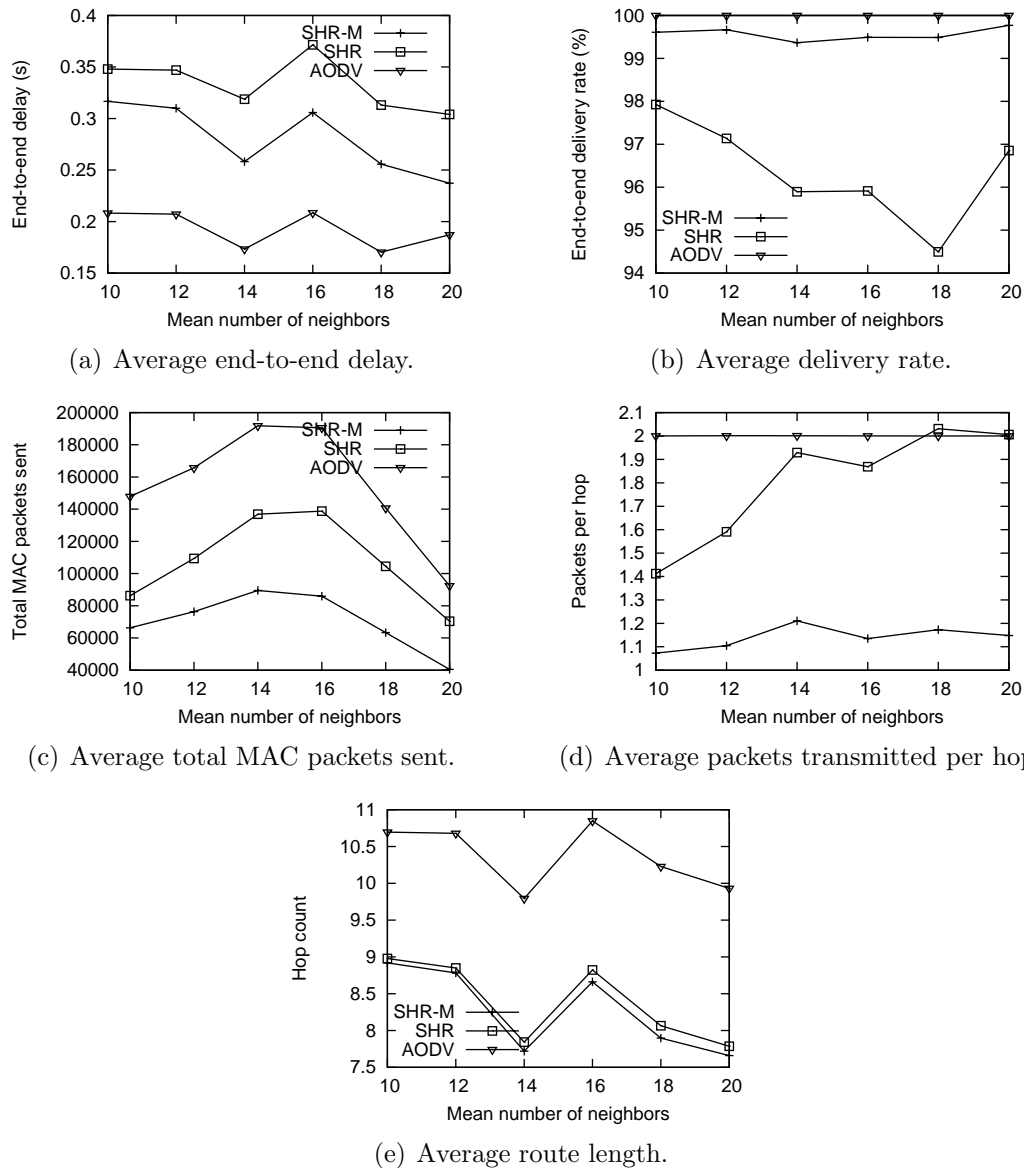 0.4
0.35
0.3
0.25
0.2
0.15
End-to-end delay (s)
SHR-M
SHR
AODV
10 12 14 16 18 20
Mean number of neighbors
(a) Average end-to-end delay.
100
99
98
97
96
95
94
End-to-end delivery rate (%)
SHR-M
SHR
AODV
10 12 14 16 18 20
Mean number of neighbors
(b) Average delivery rate.
200000
180000
160000
140000
120000
100000
80000
60000
40000
Total MAC packets sent
SHR-M
SHR
AODV
10 12 14 16 18 20
Mean number of neighbors
(c) Average total MAC packets sent.
2.1
2
1.9
1.8
1.7
1.6
1.5
1.4
1.3
1.2
1.1
1
Packets per hop
10 12 14 16 18 20
Mean number of neighbors
(d) Average packets transmitted per hop
11
10.5
10
9.5
9
8.5
8
7.5
Hop count
SHR-M
SHR
AODV
10 12 14 16 18 20
Mean number of neighbors
(e) Average route length.